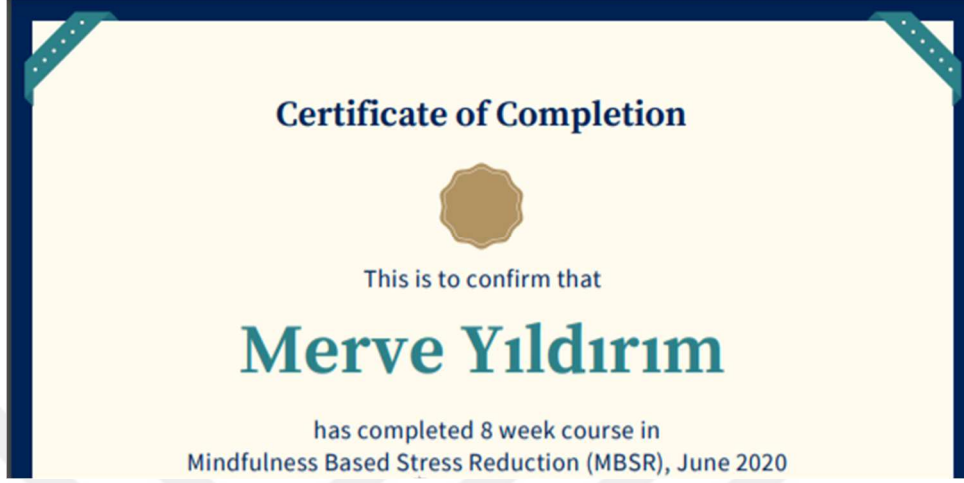 Certificate of Completion
This is to confirm that
Merve Yıldırım
has completed 8 week course in
Mindfulness Based Stress Reduction (MBSR), June 2020